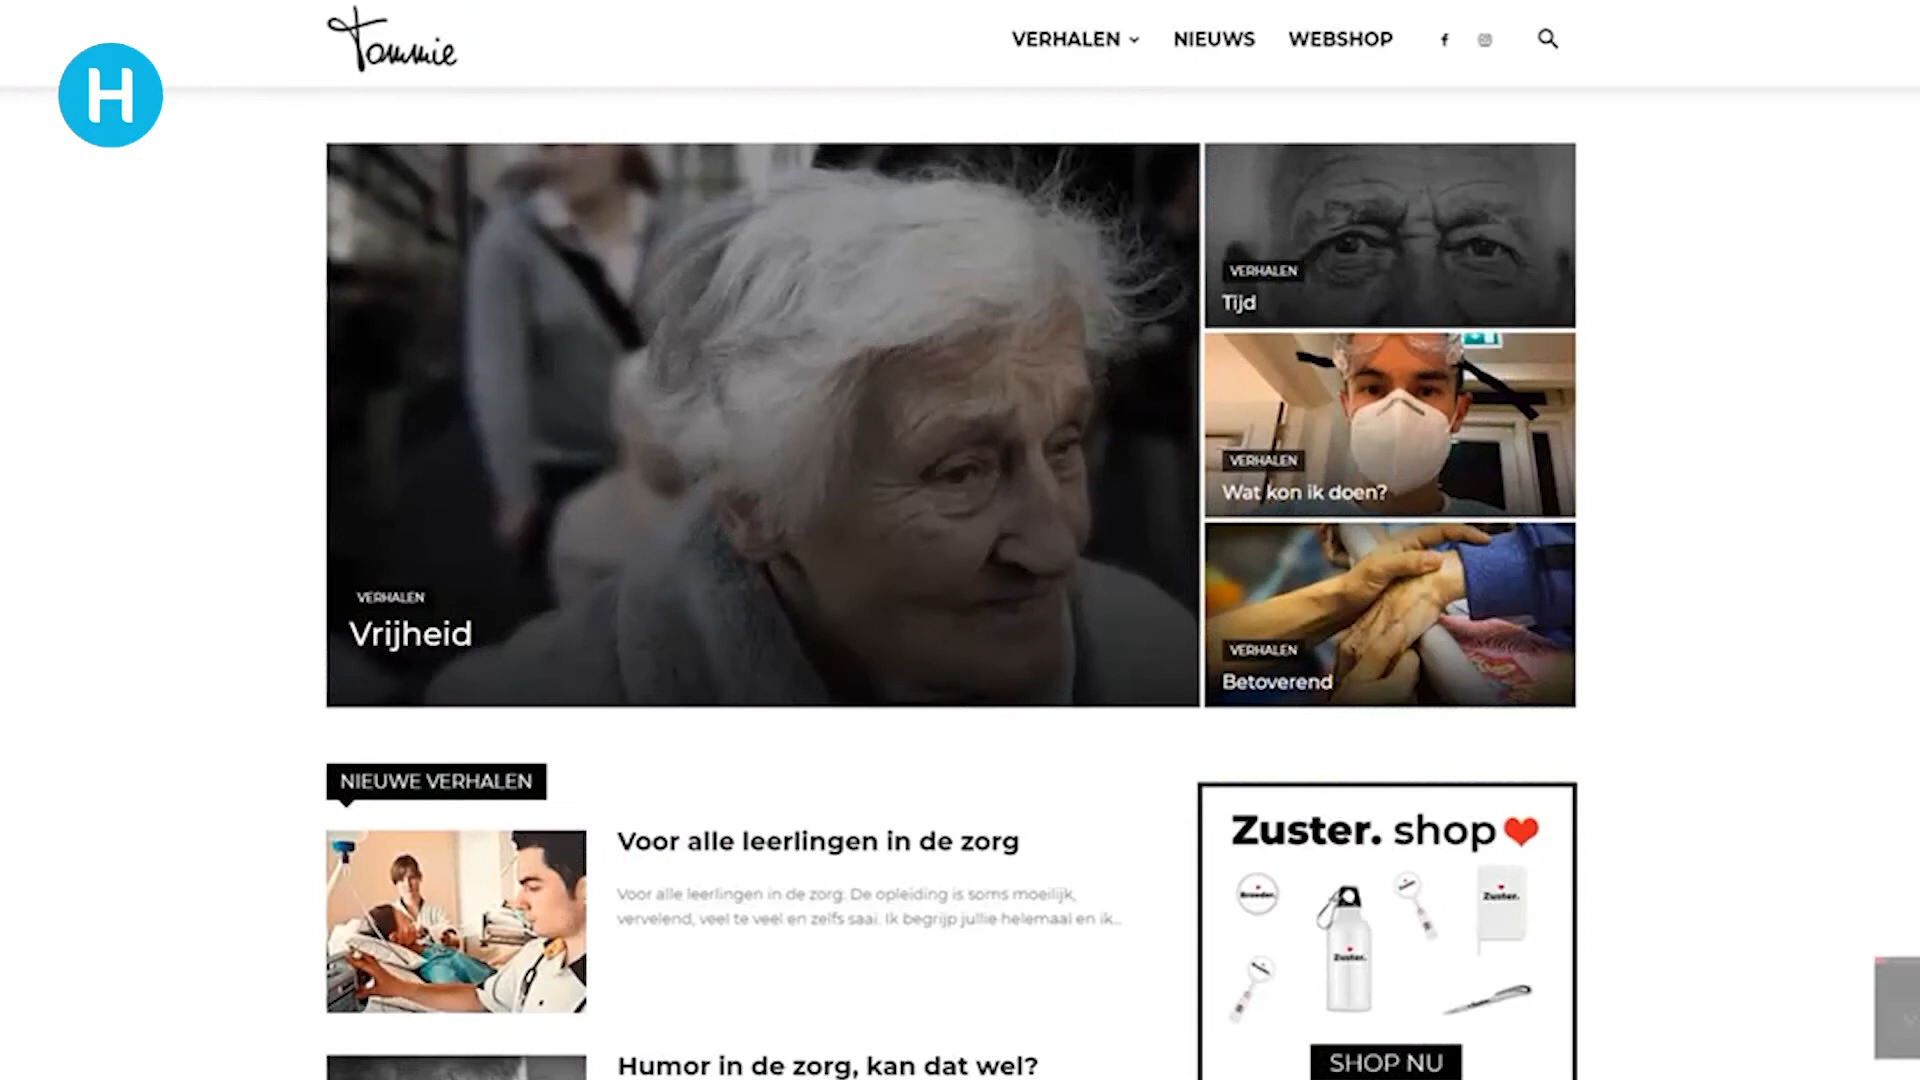 Tommie
VERHALEN
NIEUWS
WEBSHOP
H
VERHALEN
Vrijheid
VERHALEN
Tijd
VERHALEN
Wat kon ik doen?
VERHALEN
Betoverend
NIEUWE VERHALEN
Voor alle leerlingen in de zorg
Voor alle leerlingen in de zorg: De opleiding is soms moeilijk,
vervelend, veel te veel en zelfs saai. Ik begrijp jullie helemaal en ik...
Humor in de zorg, kan dat wel?
Zuster. shop
Broeder.
Zuster.
Zuster.
SHOP NU